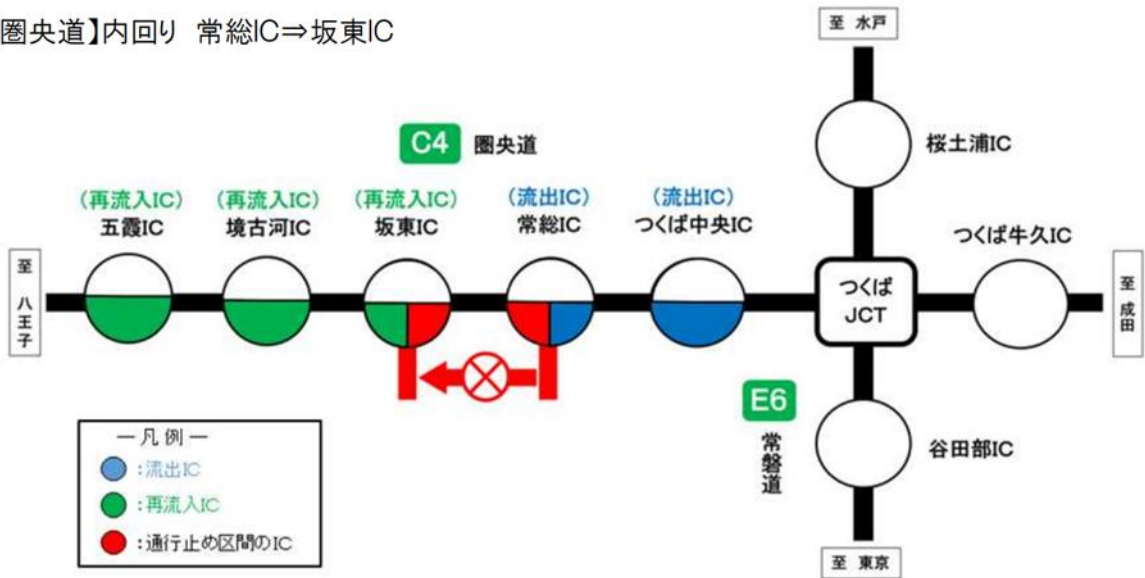 圏央道】内回り 常総IC⇒坂東IC
至 水戸
桜土浦IC
C4 圏央道
(再流入IC)
五霞IC
(再流入IC)
境古河IC
(再流入IC)
坂東IC
(流出IC)
常総IC
(流出IC)
つくば中央IC
つくば牛久IC
至 八王子
つくば
JCT
至 成田
E6
常磐道
谷田部IC
至 東京
―凡例―
:流出IC
:再流入IC
:通行止め区間のIC